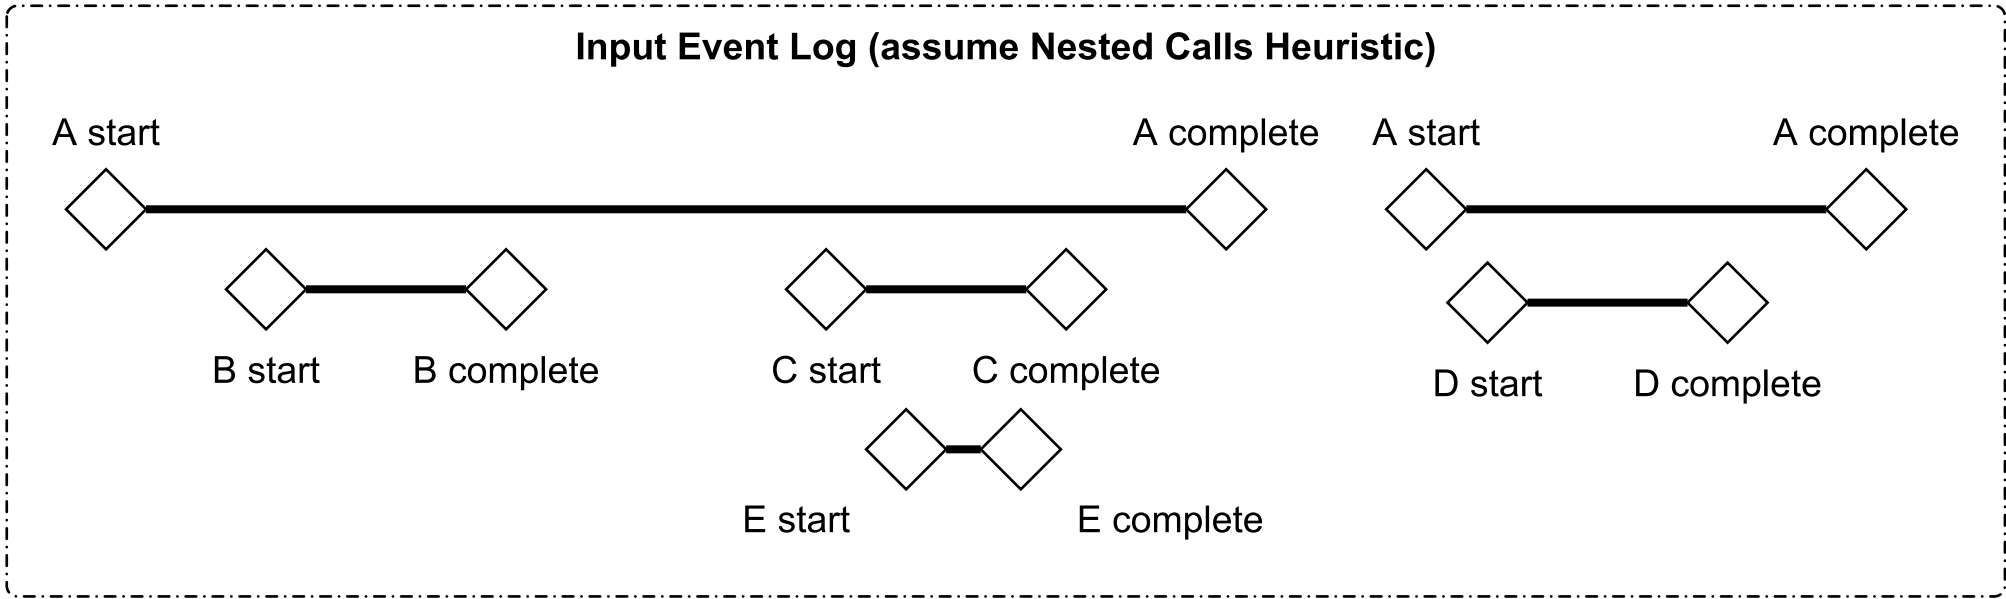 Input Event Log (assume Nested Calls Heuristic)
A start
A complete
A start
A complete
B start
B complete
C start
C complete
D start
D complete
E start
E complete